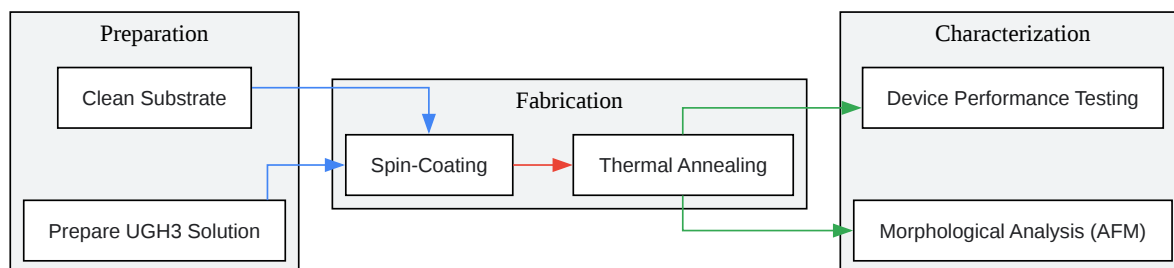 Preparation
Clean Substrate
Prepare UGH3 Solution
Fabrication
Spin-Coating
Thermal Annealing
Characterization
Device Performance Testing
Morphological Analysis (AFM)